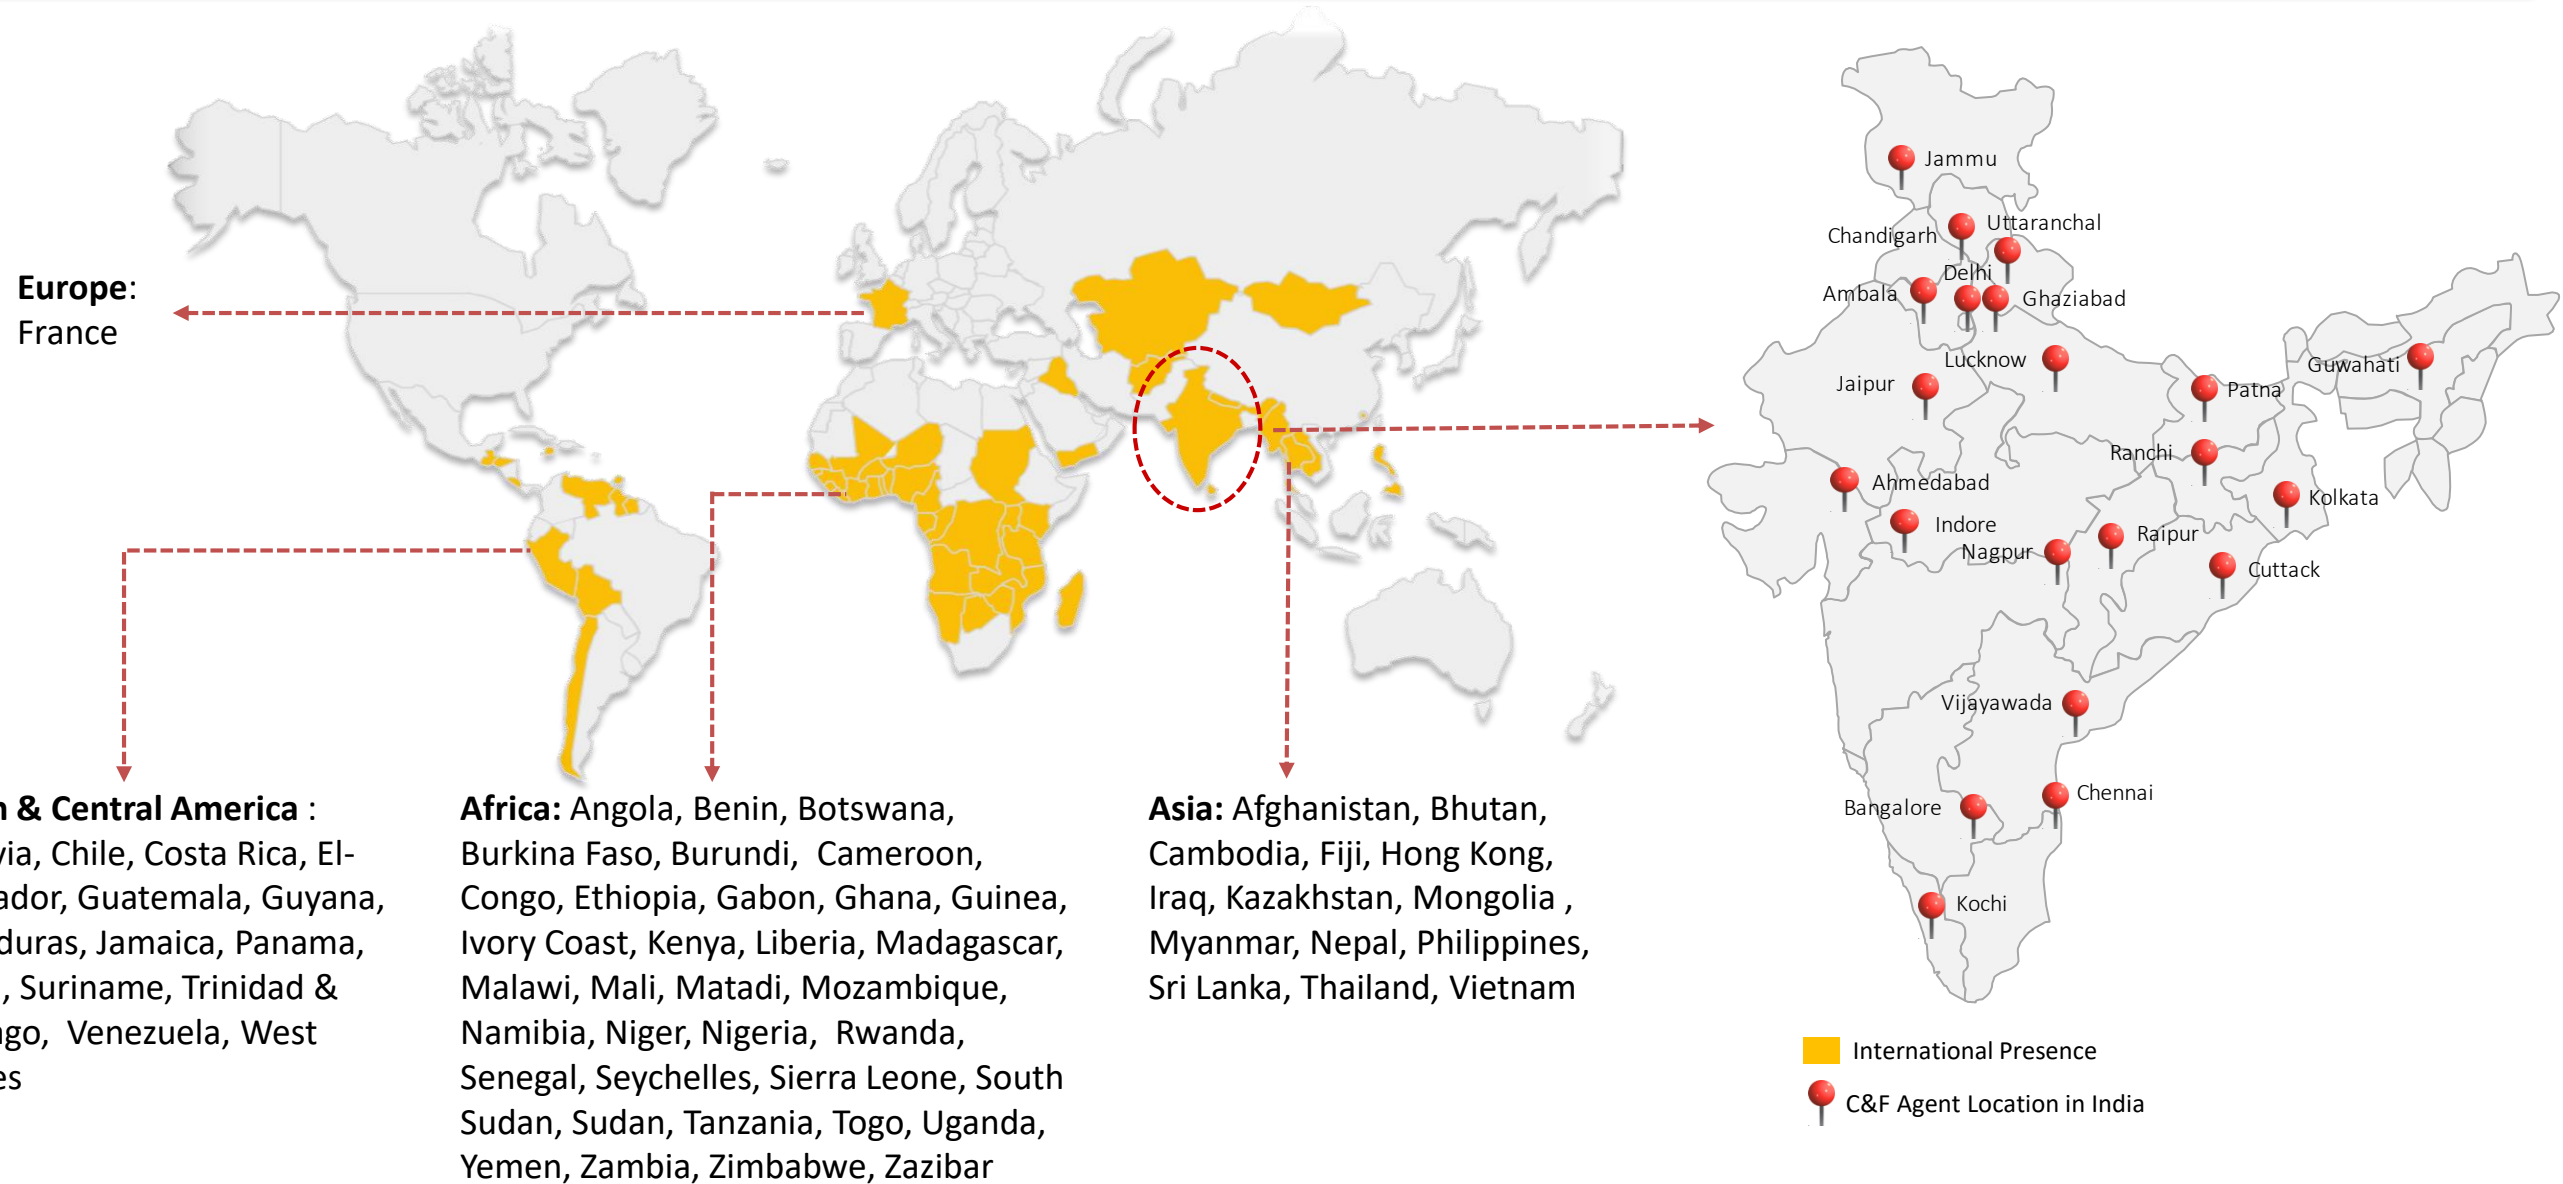 Europe:
France
& Central America :
Chile, Costa Rica, El-
Guatemala, Guyana,
Jamaica, Panama,
, Suriname, Trinidad &
Venezuela, West
Africa: Angola, Benin, Botswana,
Burkina Faso, Burundi, Cameroon,
Congo, Ethiopia, Gabon, Ghana, Guinea,
Ivory Coast, Kenya, Liberia, Madagascar,
Malawi, Mali, Matadi, Mozambique,
Namibia, Niger, Nigeria, Rwanda,
Senegal, Seychelles, Sierra Leone, South
Sudan, Sudan, Tanzania, Togo, Uganda,
Yemen, Zambia, Zimbabwe, Zazibar
Asia: Afghanistan, Bhutan,
Cambodia, Fiji, Hong Kong,
Iraq, Kazakhstan, Mongolia ,
Myanmar, Nepal, Philippines,
Sri Lanka, Thailand, Vietnam
Jammu
Uttaranchal
Chandigarh
Delhi
Ambala
Ghaziabad
Lucknow
Guwahati
Jaipur
Patna
Ranchi
Ahmedabad
Kolkata
Indore
Raipur
Nagpur
Cuttack
Vijayawada
Chennai
Bangalore
Kochi
International Presence
C&F Agent Location in India